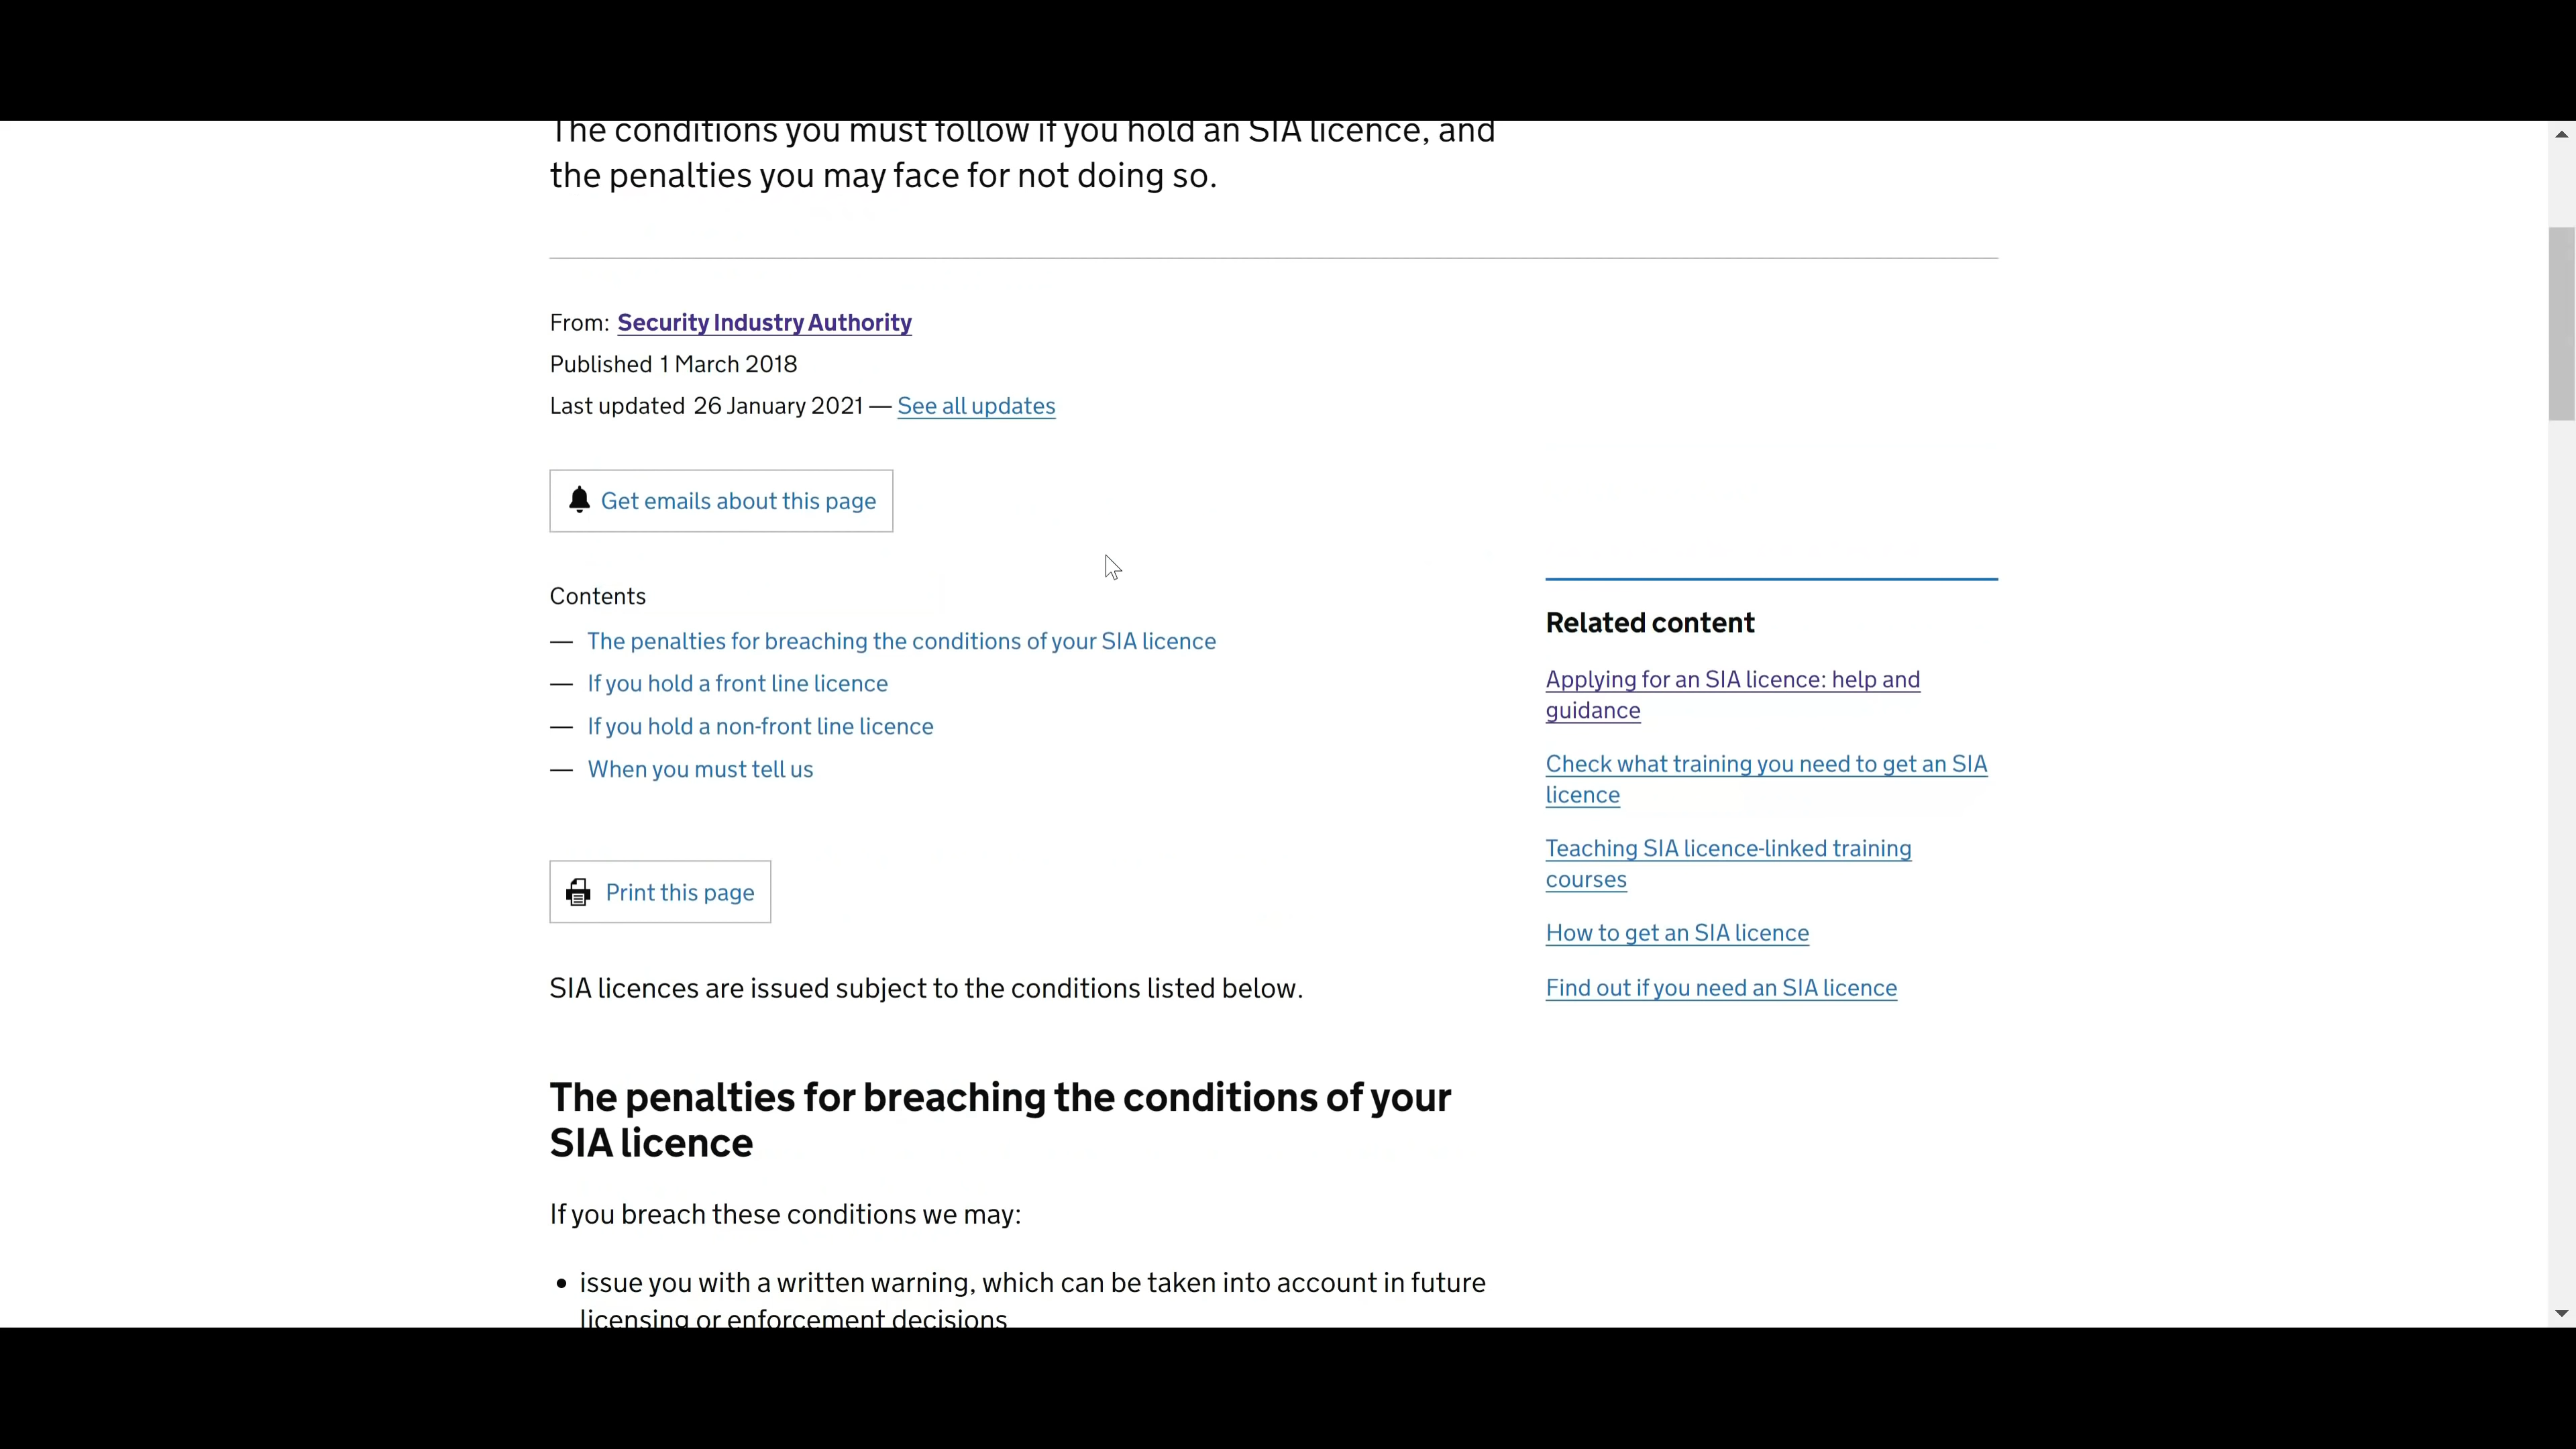 The conditions you must follow if you hold an SIA licence, and
the penalties you may face for not doing so.
From: Security Industry Authority
Published 1 March 2018
Last updated 26 January 2021 — See all updates
Get emails about this page
Contents
— The penalties for breaching the conditions of your SIA licence
— If you hold a front line licence
— If you hold a non-front line licence
— When you must tell us
Related content
Applying for an SIA licence: help and
guidance
Check what training you need to get an SIA
licence
Teaching SIA licence-linked training
courses
How to get an SIA licence
Find out if you need an SIA licence
Print this page
SIA licences are issued subject to the conditions listed below.
The penalties for breaching the conditions of your
SIA licence
If you breach these conditions we may:
• issue you with a written warning, which can be taken into account in future
licensing or enforcement decisions